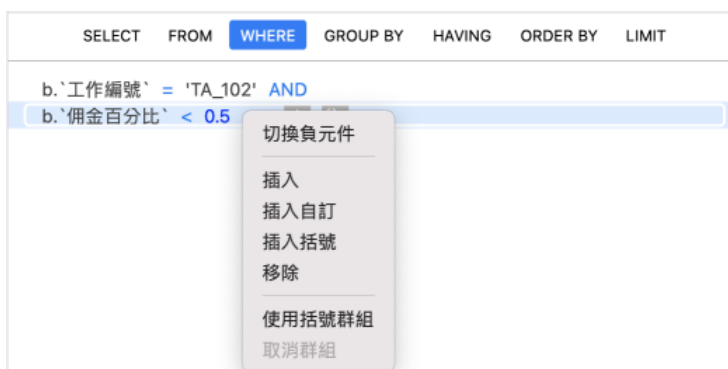 SELECT FROM WHERE GROUP BY HAVING ORDER BY LIMIT
b.`工作編號` = 'TA_102' AND
b.`佣金百分比` < 0.5
切換負元件
插入
插入自訂
插入括號
移除
使用括號群組
取消群組